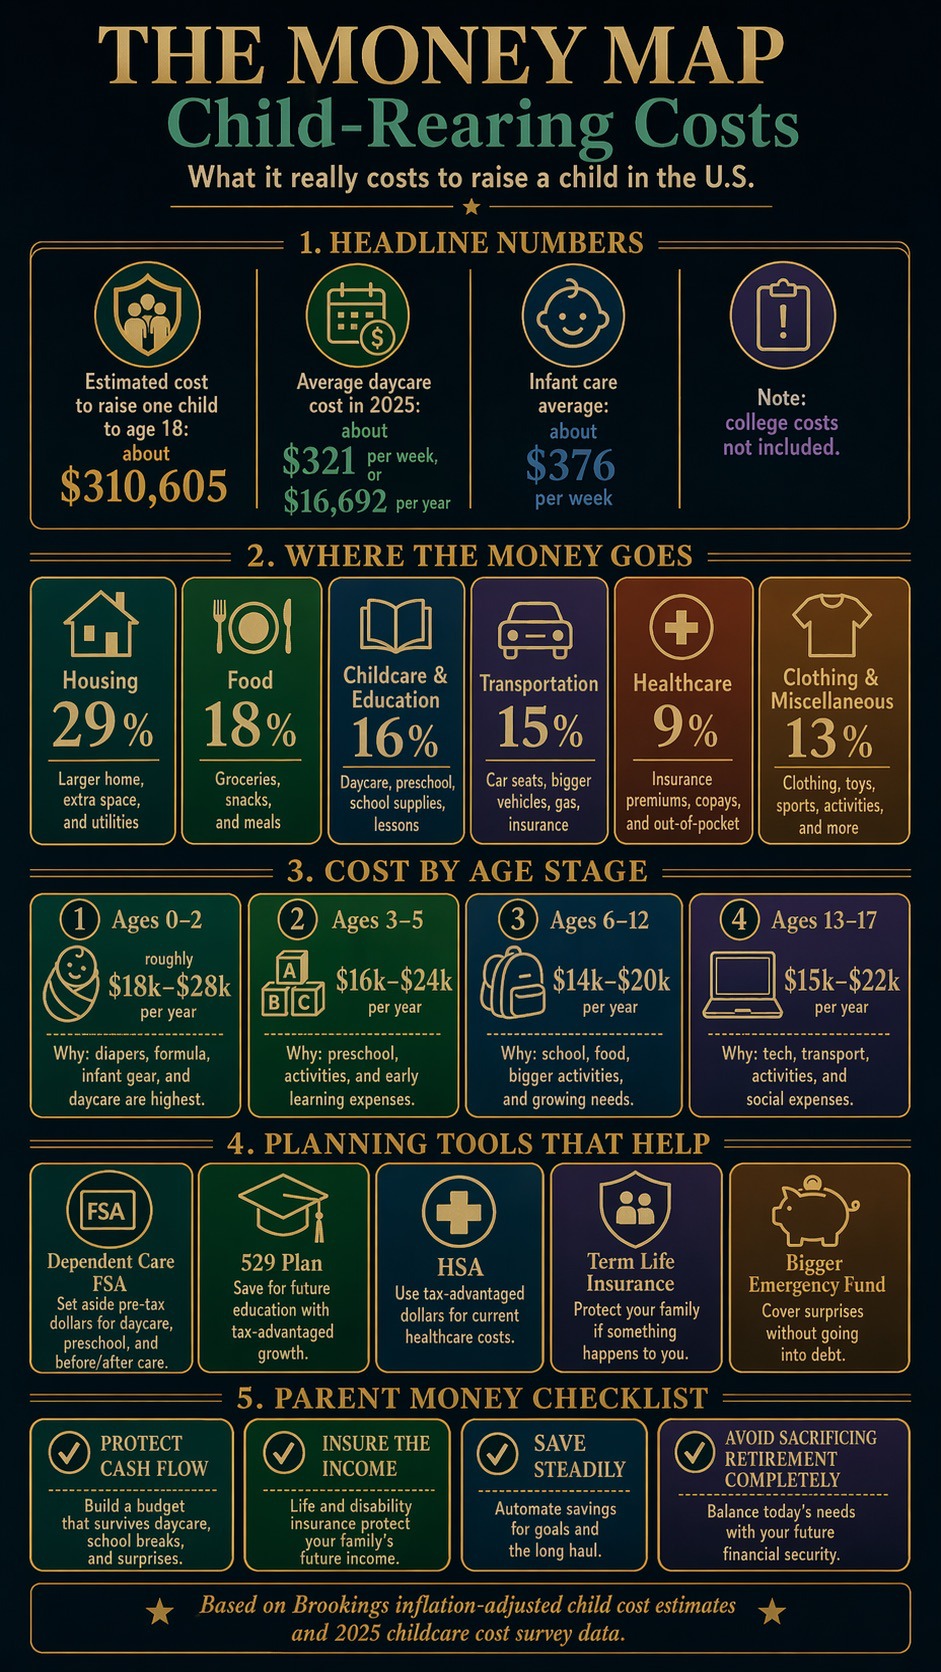 THE MONEY MAP
Child-Rearing Costs
What it really costs to raise a child in the U.S.
1. HEADLINE NUMBERS
Estimated cost
to raise one child
to age 18:
about
$310,605
$
Average daycare
cost in 2025:
about
$321 per week,
or
$16,692 per year
Infant care
average:
about
$376
per week
!
Note:
college costs
not included.
2. WHERE THE MONEY GOES
Housing
29%
Larger home,
extra space,
and utilities
Food
18%
Groceries,
snacks,
and meals
Childcare &
Education
16%
Daycare, preschool,
school supplies,
lessons
Transportation
15%
Car seats, bigger
vehicles, gas,
insurance
Healthcare
9%
Insurance
premiums, copays,
and out-of-pocket
Clothing &
Miscellaneous
13%
Clothing, toys,
sports, activities,
and more
3. COST BY AGE STAGE
1 Ages 0–2
roughly
$18k–$28k
per year
Why: diapers, formula,
infant gear, and
daycare are highest.
2 Ages 3–5
A
B C
$16k–$24k
per year
Why: preschool,
activities, and early
learning expenses.
3 Ages 6–12
$14k–$20k
per year
Why: school, food,
bigger activities,
and growing needs.
4 Ages 13–17
$15k–$22k
per year
Why: tech, transport,
activities, and
social expenses.
4. PLANNING TOOLS THAT HELP
FSA
Dependent Care
FSA
Set aside pre-tax
dollars for daycare,
preschool, and
before/after care.
529 Plan
Save for future
education with
tax-advantaged
growth.
HSA
Use tax-advantaged
dollars for current
healthcare costs.
Term Life
Insurance
Protect your family
if something
happens to you.
Bigger
Emergency Fund
Cover surprises
without going
into debt.
5. PARENT MONEY CHECKLIST
PROTECT
CASH FLOW
Build a budget
that survives daycare,
school breaks,
and surprises.
INSURE THE
INCOME
Life and disability
insurance protect
your family's
future income.
SAVE
STEADILY
Automate savings
for goals and
the long haul.
AVOID SACRIFICING
RETIREMENT
COMPLETELY
Balance today's needs
with your future
financial security.
Based on Brookings inflation-adjusted child cost estimates
and 2025 childcare cost survey data.